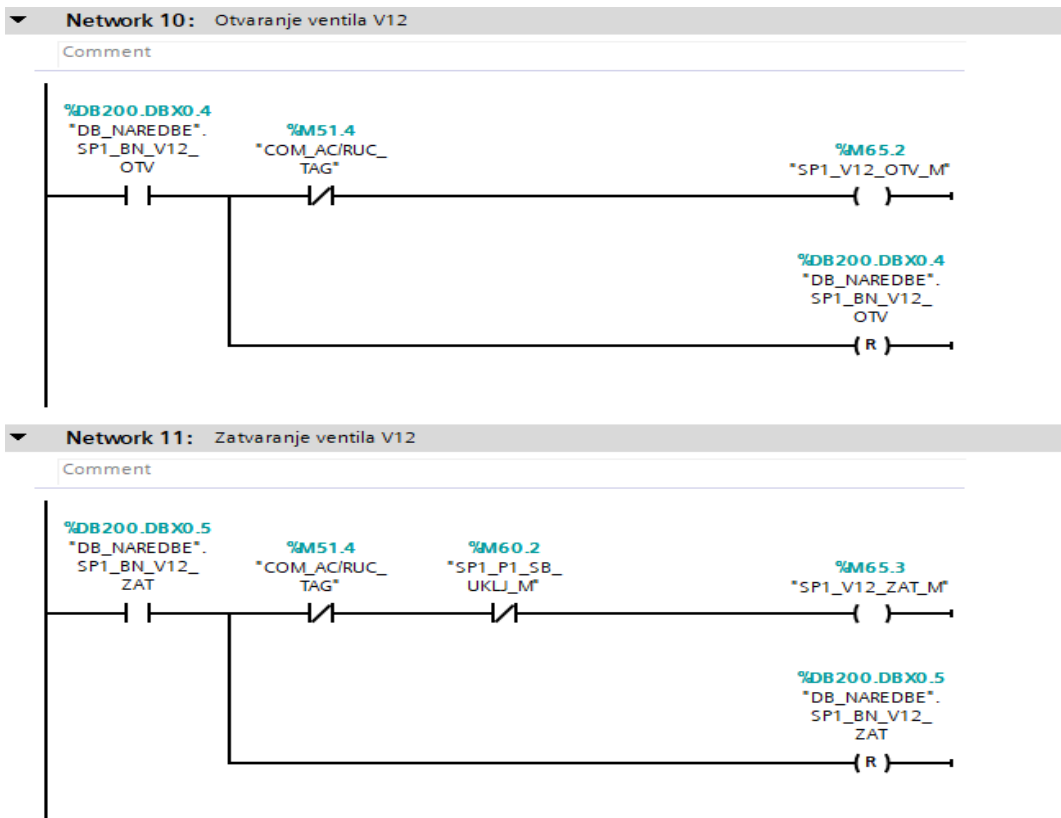 Network 10: Otvaranje ventila V12
Comment
%DB200.DBX0.4
"DB_NAREDBE".
SP1_BN_V12_
OTV
%M51.4
"COM_AC/RUC_
TAG"
%M65.2
"SP1_V12_OTV_M"
%DB200.DBX0.4
"DB_NAREDBE".
SP1_BN_V12_
OTV
R
Network 11: Zatvaranje ventila V12
Comment
%DB200.DBX0.5
"DB_NAREDBE".
SP1_BN_V12_
ZAT
%M51.4
"COM_AC/RUC_
TAG"
%M60.2
"SP1_P1_SB_
UKLJ_M"
%M65.3
"SP1_V12_ZAT_M"
%DB200.DBX0.5
"DB_NAREDBE".
SP1_BN_V12_
ZAT
R